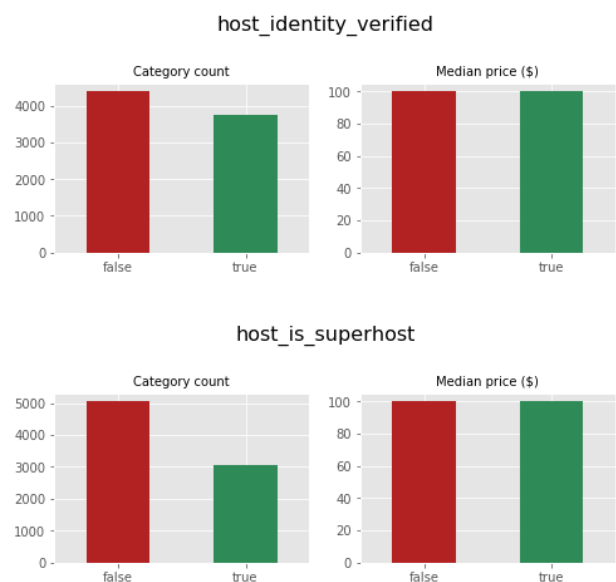 host_identity_verified
Category count
Median price ($)
4000
3000
2000
1000
0
false
true
100
80
60
40
20
0
false
true
host_is_superhost
Category count
Median price ($)
5000
4000
3000
2000
1000
0
false
true
100
80
60
40
20
0
false
true